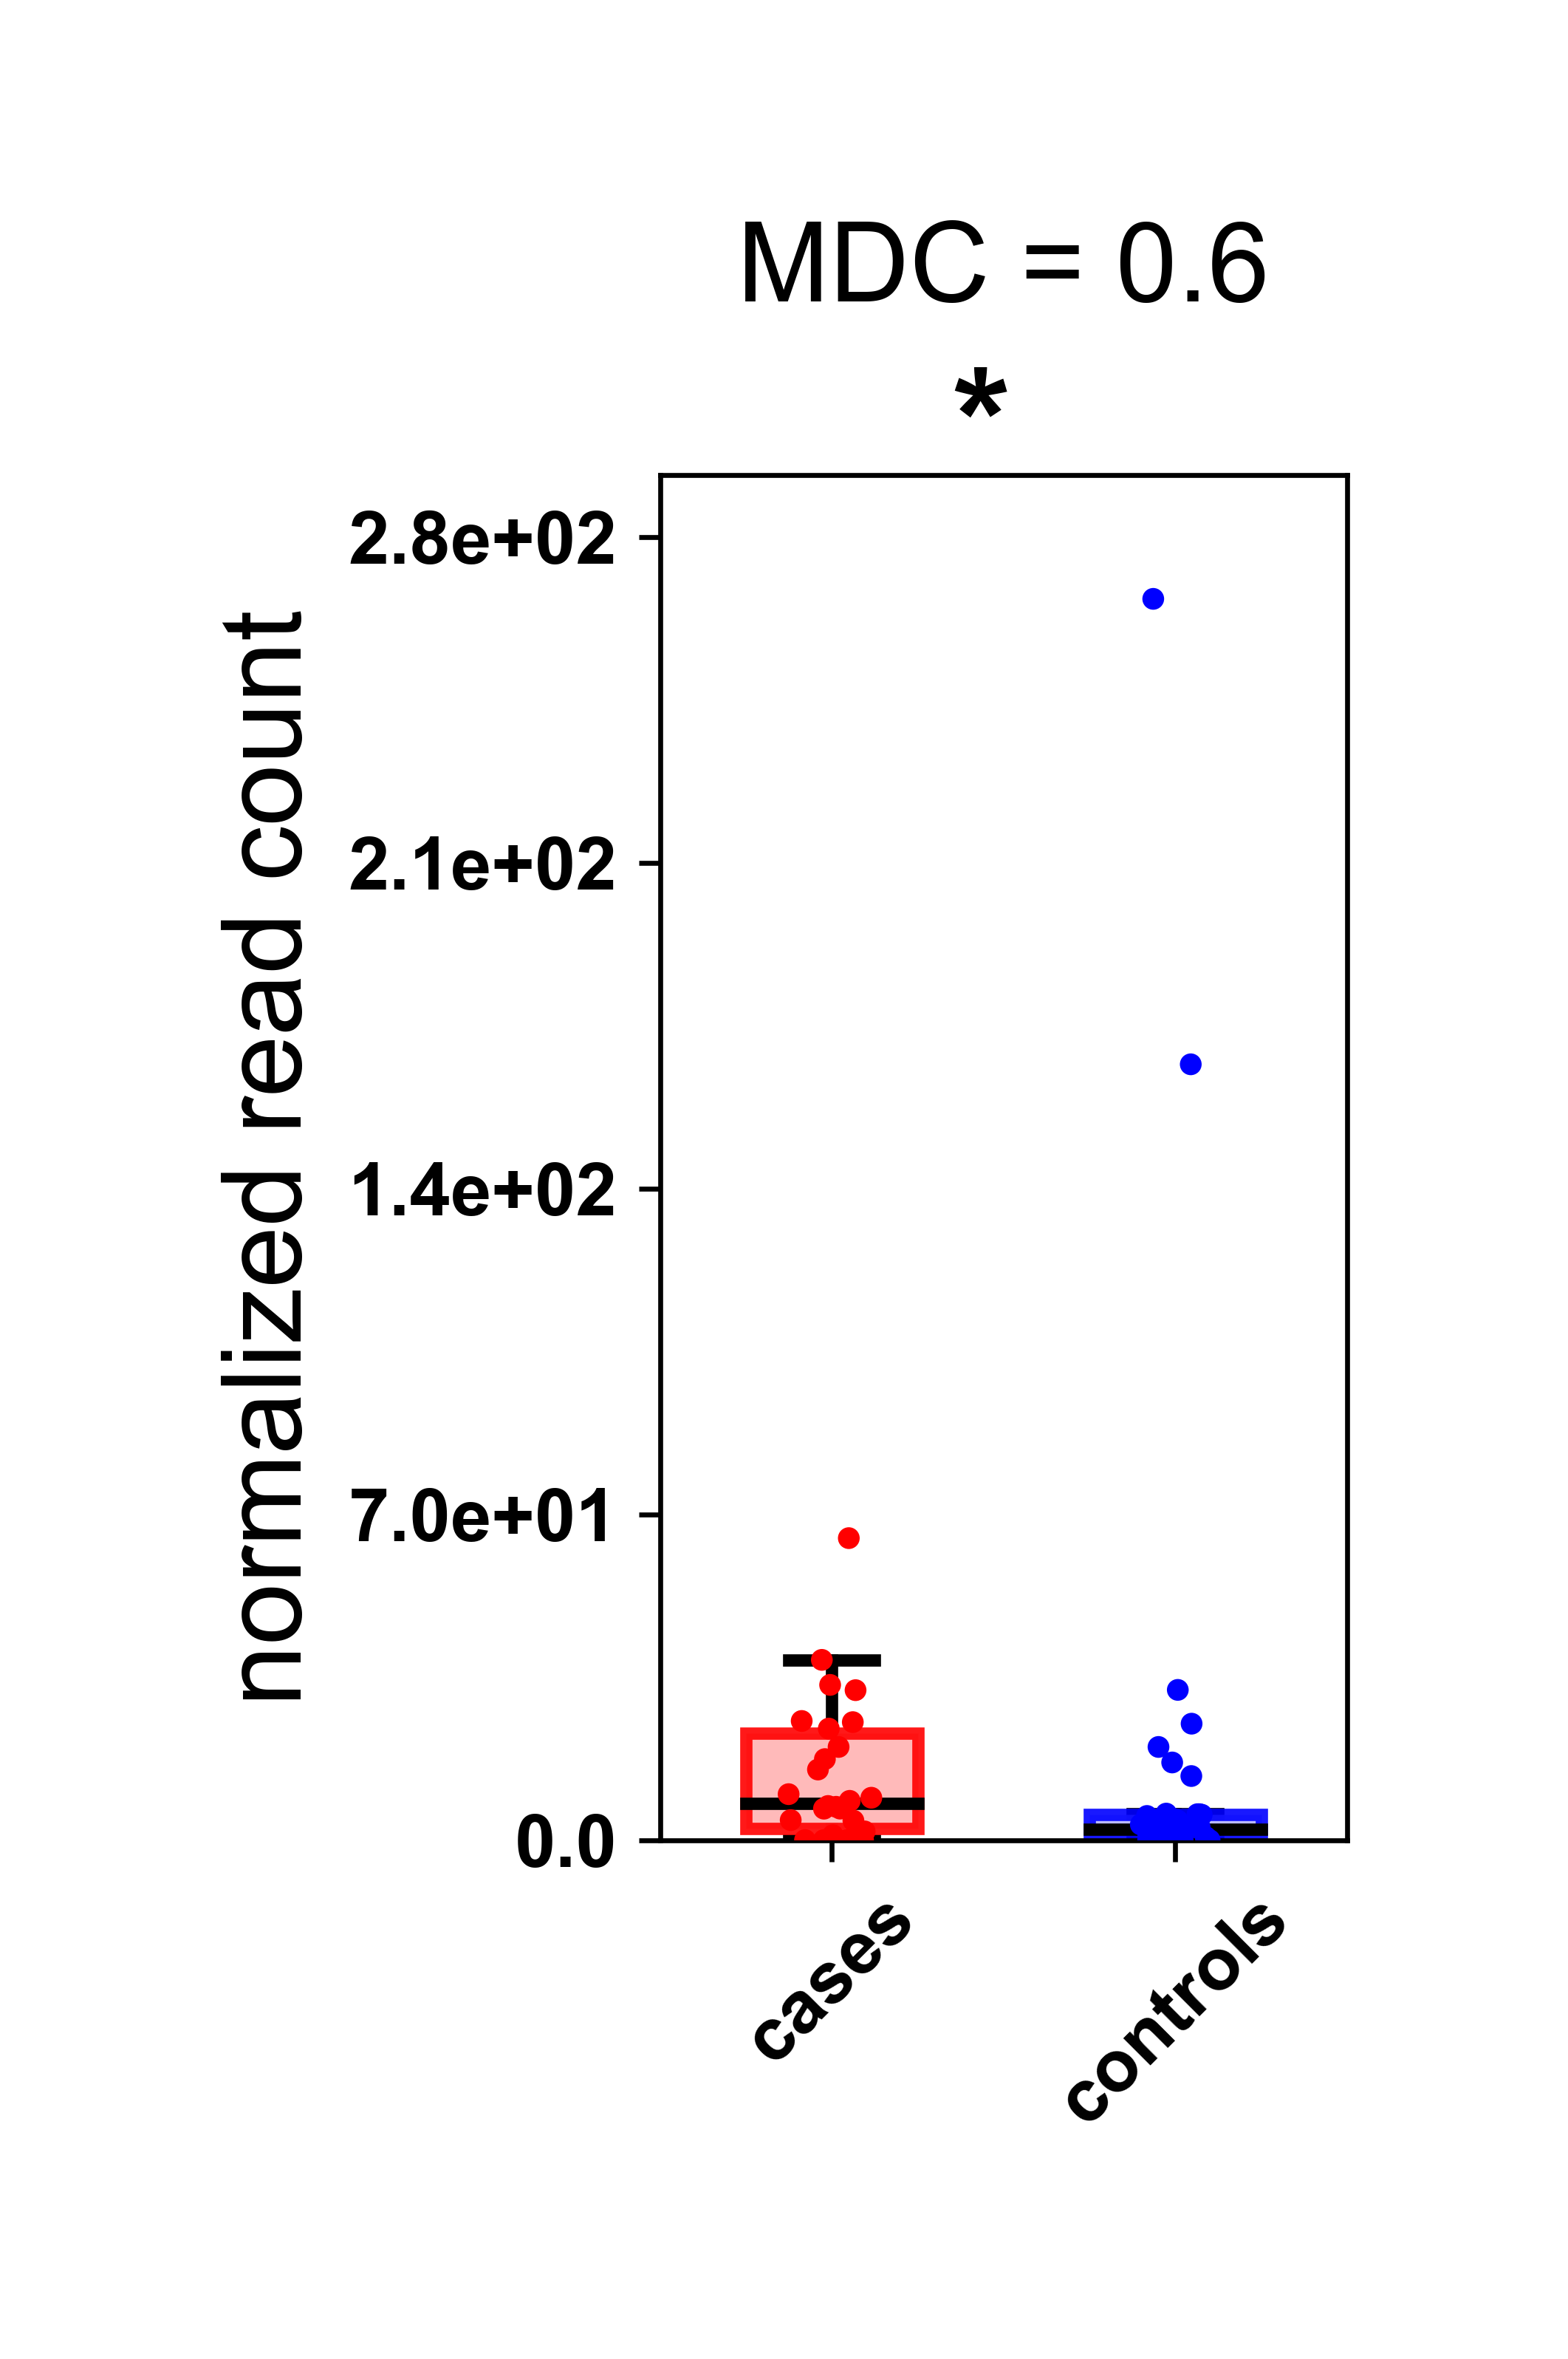 MDC = 0.6
*
normalized read count
2.8e+02
2.1e+02
1.4e+02
7.0e+01
0.0
cases
controls